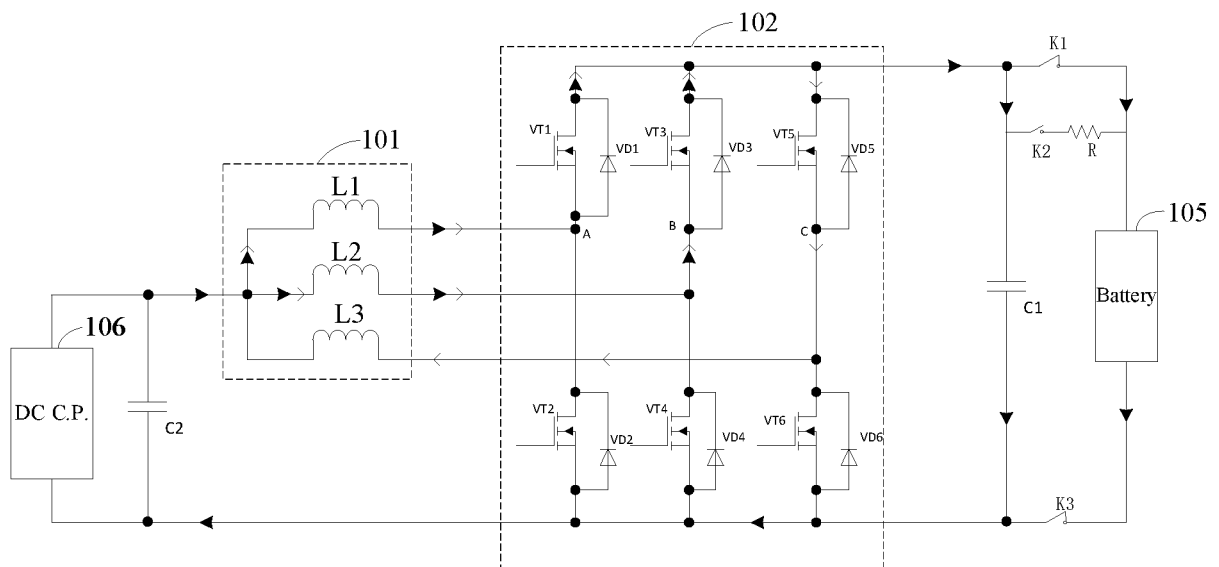 102
K1
101
VT1
VD1
VT3
VD3
VT5
VD5
K2
R
L1
A
B
C
105
L2
L3
C1
Battery
106
DC C.P.
C2
VT2
VD2
VT4
VD4
VT6
VD6
K3